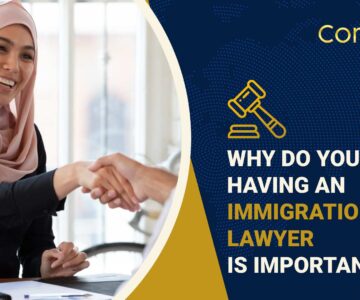 Con
WHY DO YOU
HAVING AN
IMMIGRATIO
LAWYER
IS IMPORTAN